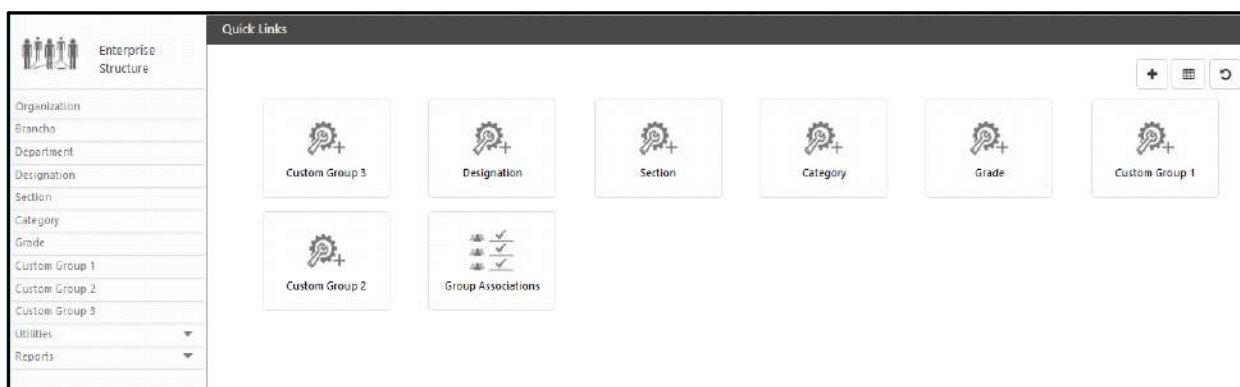 Quick Links
Enterprise
Structure
Organization
Brancha
Department
Designation
Section
Category
Grade
Custom Group 1
Custom Group 2
Custom Group 3
Utilities
Reports
Custom Group 3
Designation
Section
Category
Grade
Custom Group 1
Custom Group 2
Group Associations